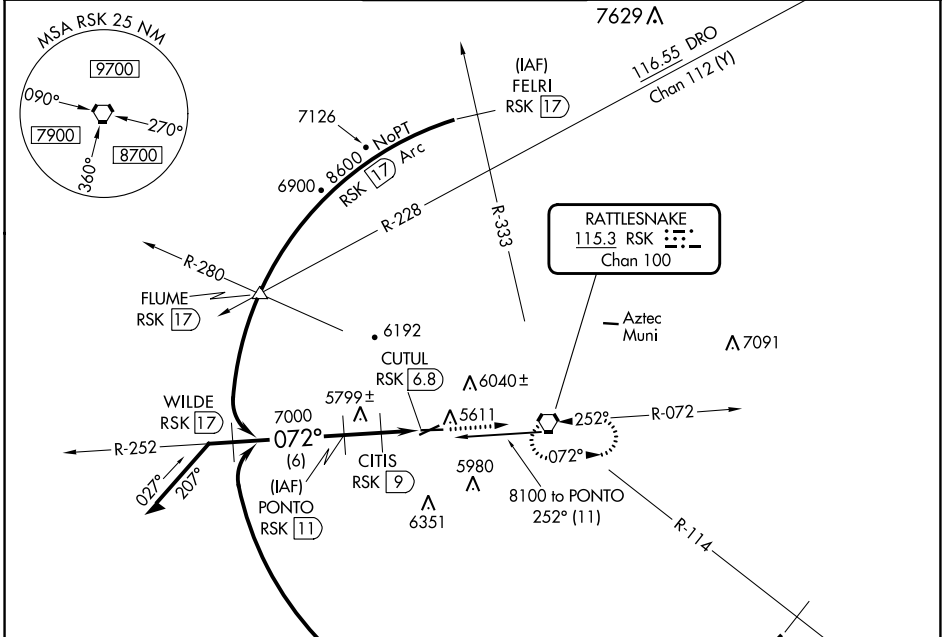 MSA RSK 25 NM
9700
090°
270°
7900
8700
360°
7629
116.55 DRO
Chan 112 (Y)
(IAF)
FELRI
RSK 17
7126
8600 NoPT
RSK 17 Arc
6900
R-228
R-333
R-280
FLUME
RSK 17
RATTLESNAKE
115.3 RSK
Chan 100
Aztec
Muni
7091
6192
CUTUL
RSK 6.8
6040±
5799±
5611
WILDE
RSK 17
7000
072°
(6)
R-252
252°
R-072
072°
027°
207°
(IAF)
PONTO
RSK 11
CITIS
RSK 9
5980
6351
8100 to PONTO
252° (11)
R-114